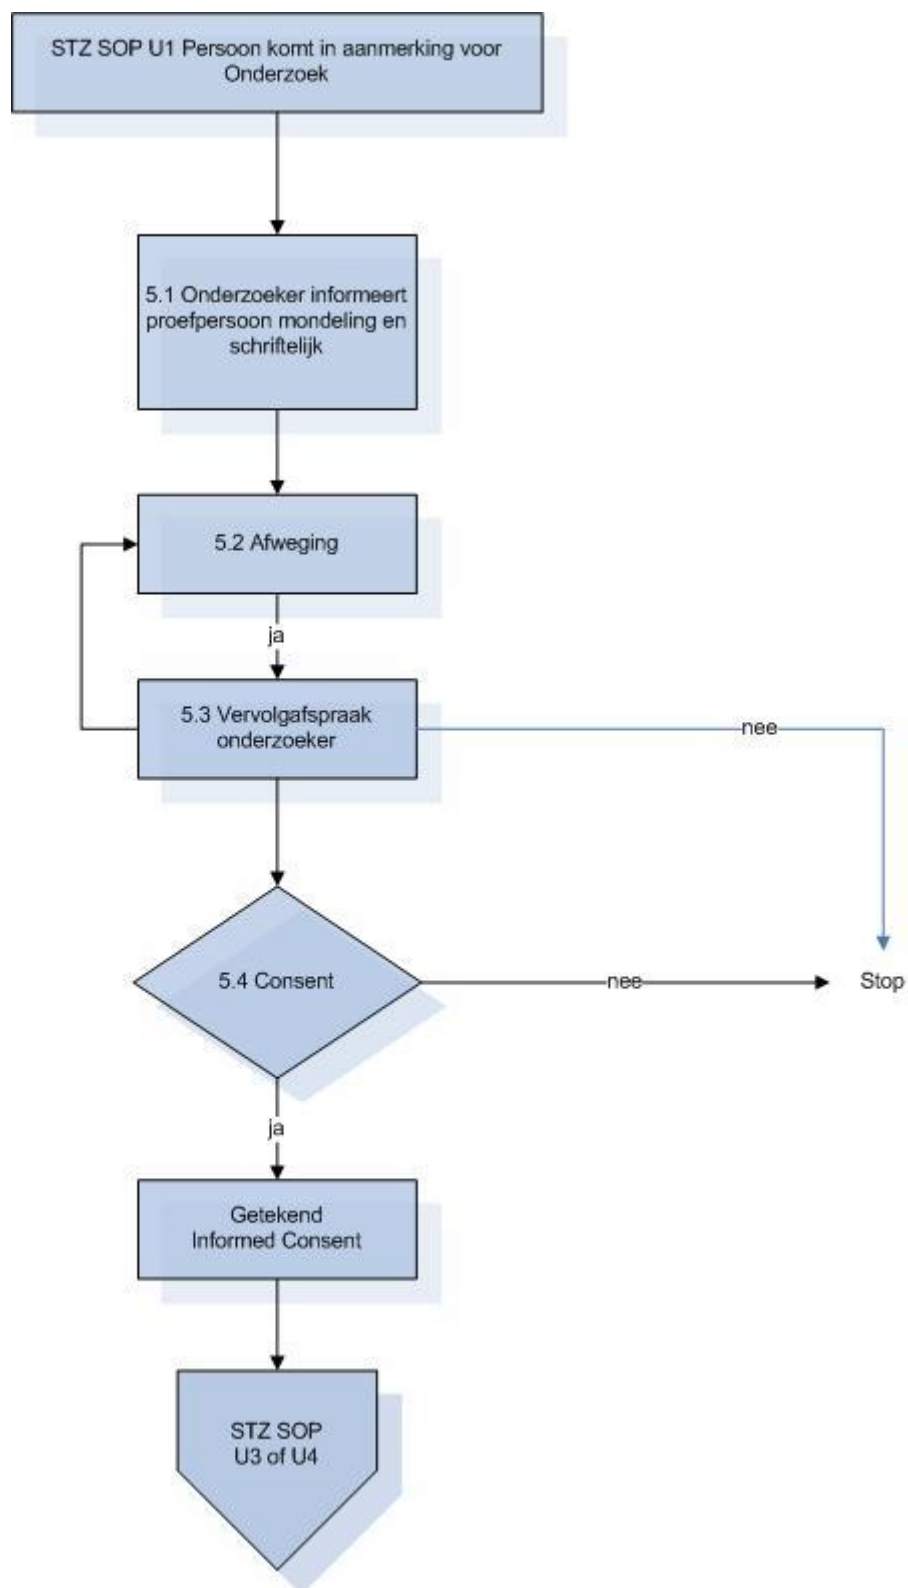 STZ SOP U1 Persoon komt in aanmerking voor
Onderzoek
5.1 Onderzoeker informeert
proefpersoon mondeling en
schriftelijk
5.2 Afweging
ja
5.3 Vervolgafspraak
onderzoeker
nee
5.4 Consent
nee
Stop
ja
Getekend
Informed Consent
STZ SOP
U3 of U4